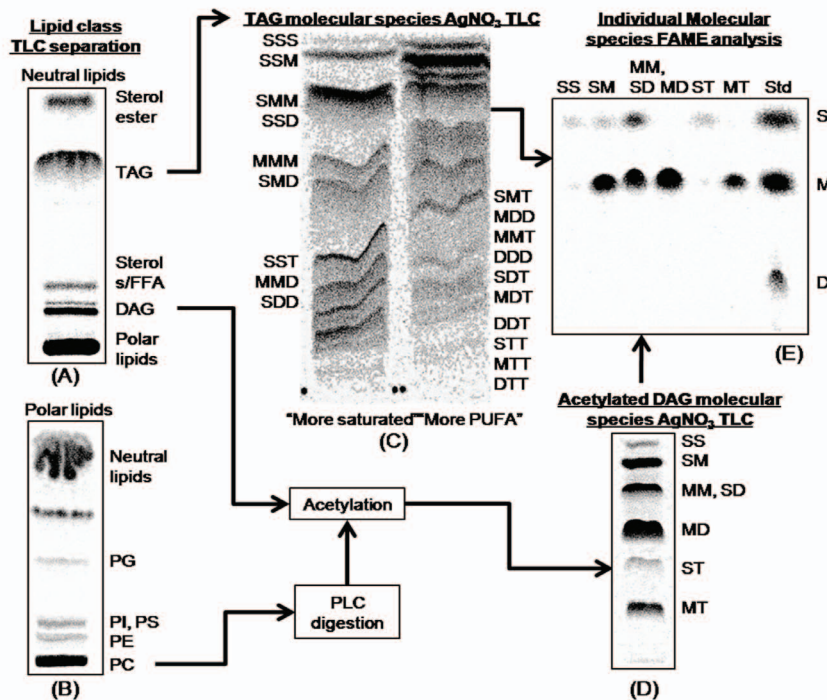 Lipid class
TLC separation
Neutral lipids
Sterol
ester
TAG
Sterol
s/FFA
DAG
Polar
lipids
(A)
Polar lipids
Neutral
lipids
PG
PI, PS
PE
PC
(B)
TAG molecular species AgNO₃ TLC
SSS
SSM
SMM
SSD
MMM
SMD
SST
MMD
SDD
SMT
MDD
MMT
DDD
SDT
MDT
DDT
STT
MTT
DTT
“More saturated”“More PUFA”
(C)
Acetylation
PLC
digestion
Individual Molecular
species FAME analysis
MM,
SS SM SD MD ST MT Std
S
M
D
(E)
Acetylated DAG molecular
species AgNO₃ TLC
SS
SM
MM, SD
MD
ST
MT
(D)